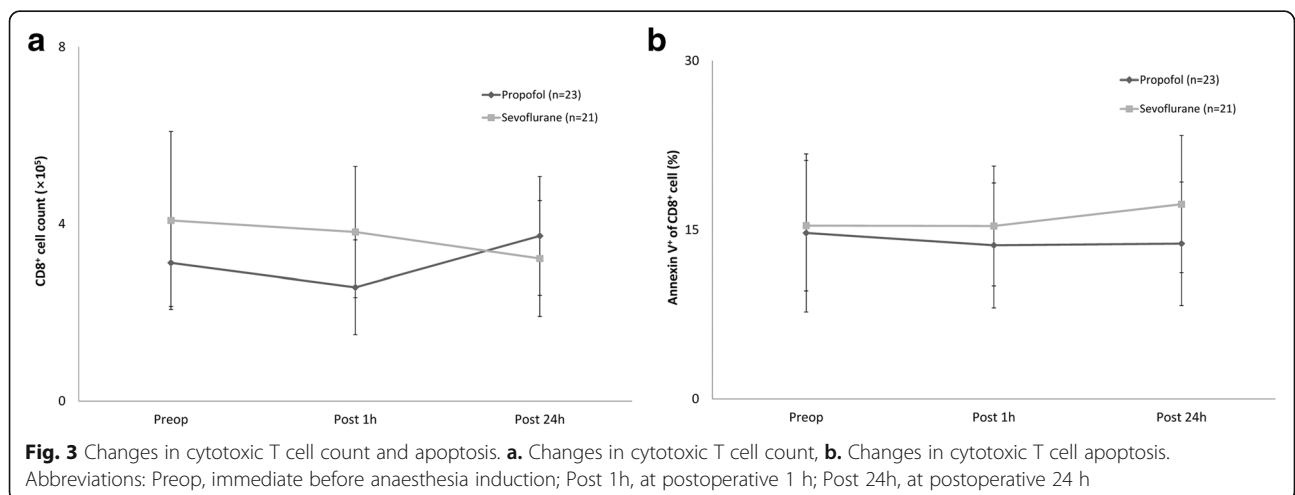 a
8
Propofol (n=23)
Sevoflurane (n=21)
CD8⁺ cell count (×10⁵)
4
0
Preop Post 1h Post 24h
b
30
Propofol (n=23)
Sevoflurane (n=21)
Annexin V⁺ of CD8⁺ cell (%)
15
0
Preop Post 1h Post 24h
Fig. 3 Changes in cytotoxic T cell count and apoptosis. a. Changes in cytotoxic T cell count, b. Changes in cytotoxic T cell apoptosis.
Abbreviations: Preop, immediate before anaesthesia induction; Post 1h, at postoperative 1 h; Post 24h, at postoperative 24 h